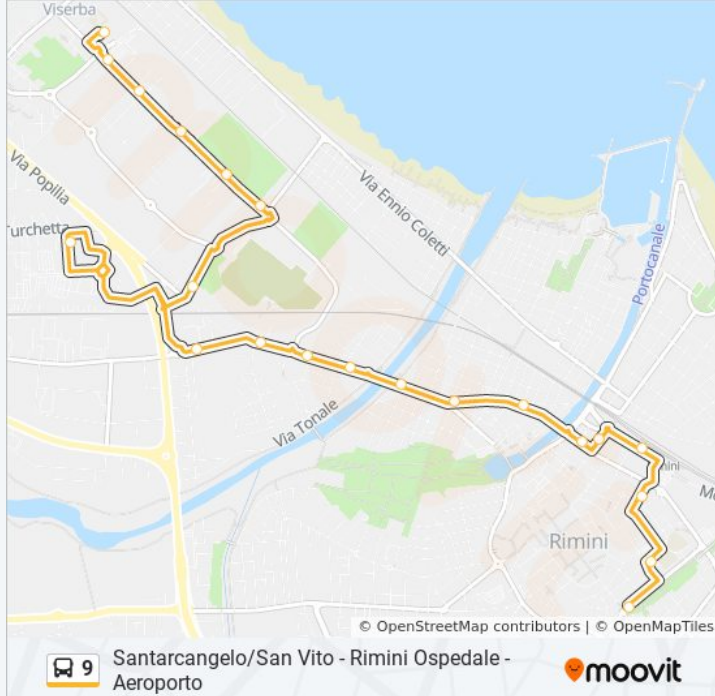 Viserba
Via Popilia
Turchetta
Via Ennio Coletti
Portocanale
Via Tonale
Rimini
© OpenStreetMap contributors | © OpenMapTiles
9
Santarcangelo/San Vito - Rimini Ospedale -
Aeroporto
moovit